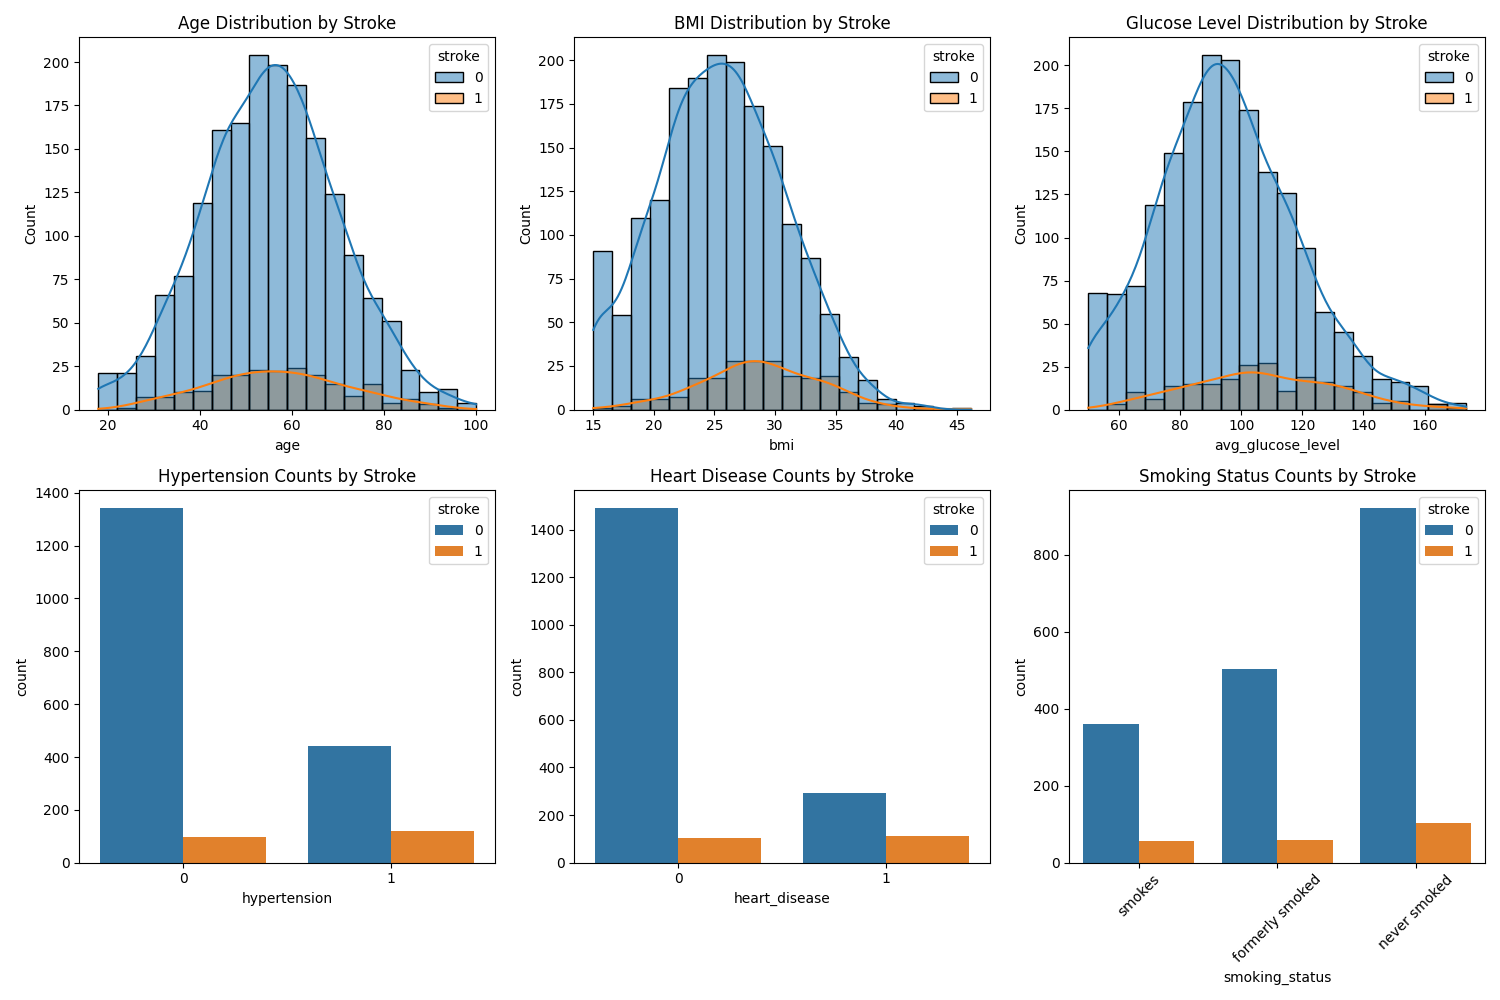 Age Distribution by Stroke
stroke
0
1
200
175
150
125
100
75
50
25
0
Count
20 40 60 80 100
age
BMI Distribution by Stroke
stroke
0
1
200
175
150
125
100
75
50
25
0
Count
15 20 25 30 35 40 45
bmi
Glucose Level Distribution by Stroke
stroke
0
1
200
175
150
125
100
75
50
25
0
Count
60 80 100 120 140 160
avg_glucose_level
Hypertension Counts by Stroke
stroke
0
1
1400
1200
1000
800
600
400
200
0
count
0 1
hypertension
Heart Disease Counts by Stroke
stroke
0
1
1400
1200
1000
800
600
400
200
0
count
0 1
heart_disease
Smoking Status Counts by Stroke
stroke
0
1
800
600
400
200
0
count
smokes
formerly smoked
never smoked
smoking_status